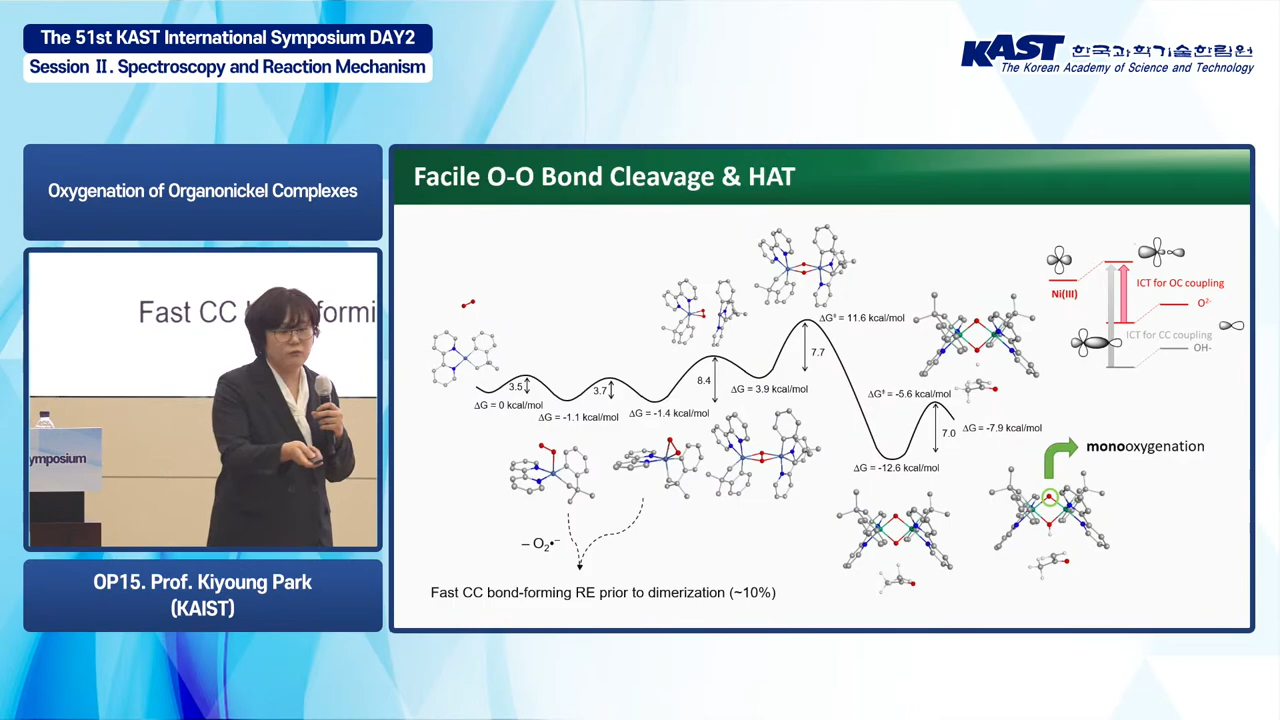 The 51st KAST International Symposium DAY2
Session Ⅱ. Spectroscopy and Reaction Mechanism
KAST 한국과학기술한림원
The Korean Academy of Science and Technology
Oxygenation of Organonickel Complexes
Fast CC b
formi
ymposium
OP15. Prof. Kiyoung Park
(KAIST)
Facile O-O Bond Cleavage & HAT
Ni(III)
ICT for OC coupling
O²⁻
ICT for CC coupling
OH-
ΔG‡ = 11.6 kcal/mol
7.7
3.5
3.7
8.4
ΔG = 0 kcal/mol
ΔG = -1.1 kcal/mol
ΔG = -1.4 kcal/mol
ΔG = 3.9 kcal/mol
ΔG‡ = -5.6 kcal/mol
7.0
ΔG = -7.9 kcal/mol
ΔG = -12.6 kcal/mol
monooxygenation
– O₂•⁻
Fast CC bond-forming RE prior to dimerization (~10%)